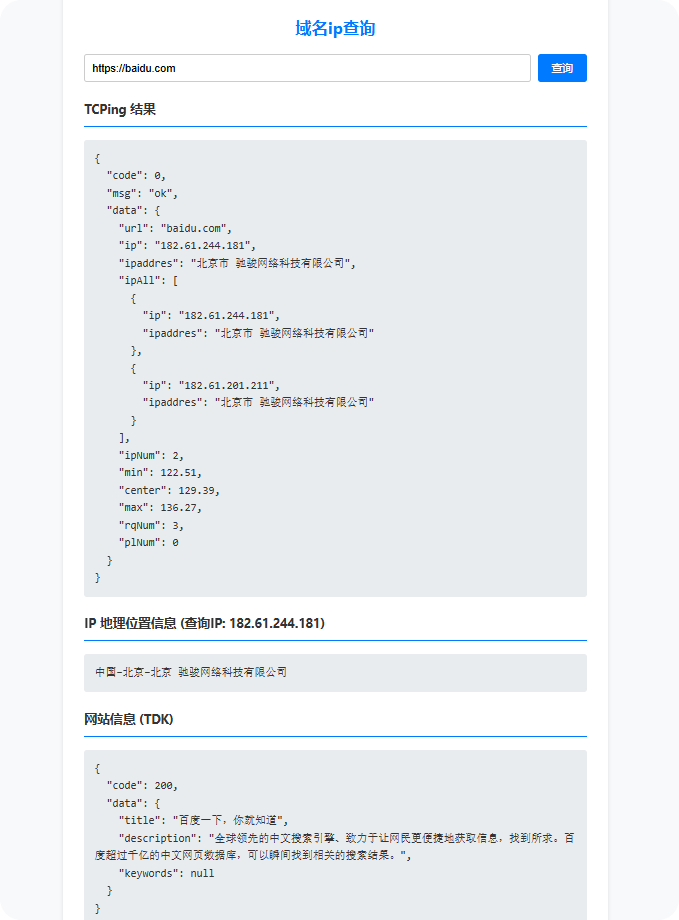 域名ip查询
https://baidu.com
查询
TCPing 结果
{
"code": 0,
"msg": "ok",
"data": {
"url": "baidu.com",
"ip": "182.61.244.181",
"ipaddres": "北京市 驰骏网络科技有限公司",
"ipAll": [
{
"ip": "182.61.244.181",
"ipaddres": "北京市 驰骏网络科技有限公司"
},
{
"ip": "182.61.201.211",
"ipaddres": "北京市 驰骏网络科技有限公司"
}
],
"ipNum": 2,
"min": 122.51,
"center": 129.39,
"max": 136.27,
"rqNum": 3,
"plNum": 0
}
}
IP 地理位置信息 (查询IP: 182.61.244.181)
中国-北京-北京 驰骏网络科技有限公司
网站信息 (TDK)
{
"code": 200,
"data": {
"title": "百度一下，你就知道",
"description": "全球领先的中文搜索引擎、致力于让网民更便捷地获取信息，找到所求。百
度超过千亿的中文网页数据库，可以瞬间找到相关的搜索结果。",
"keywords": null
}
}